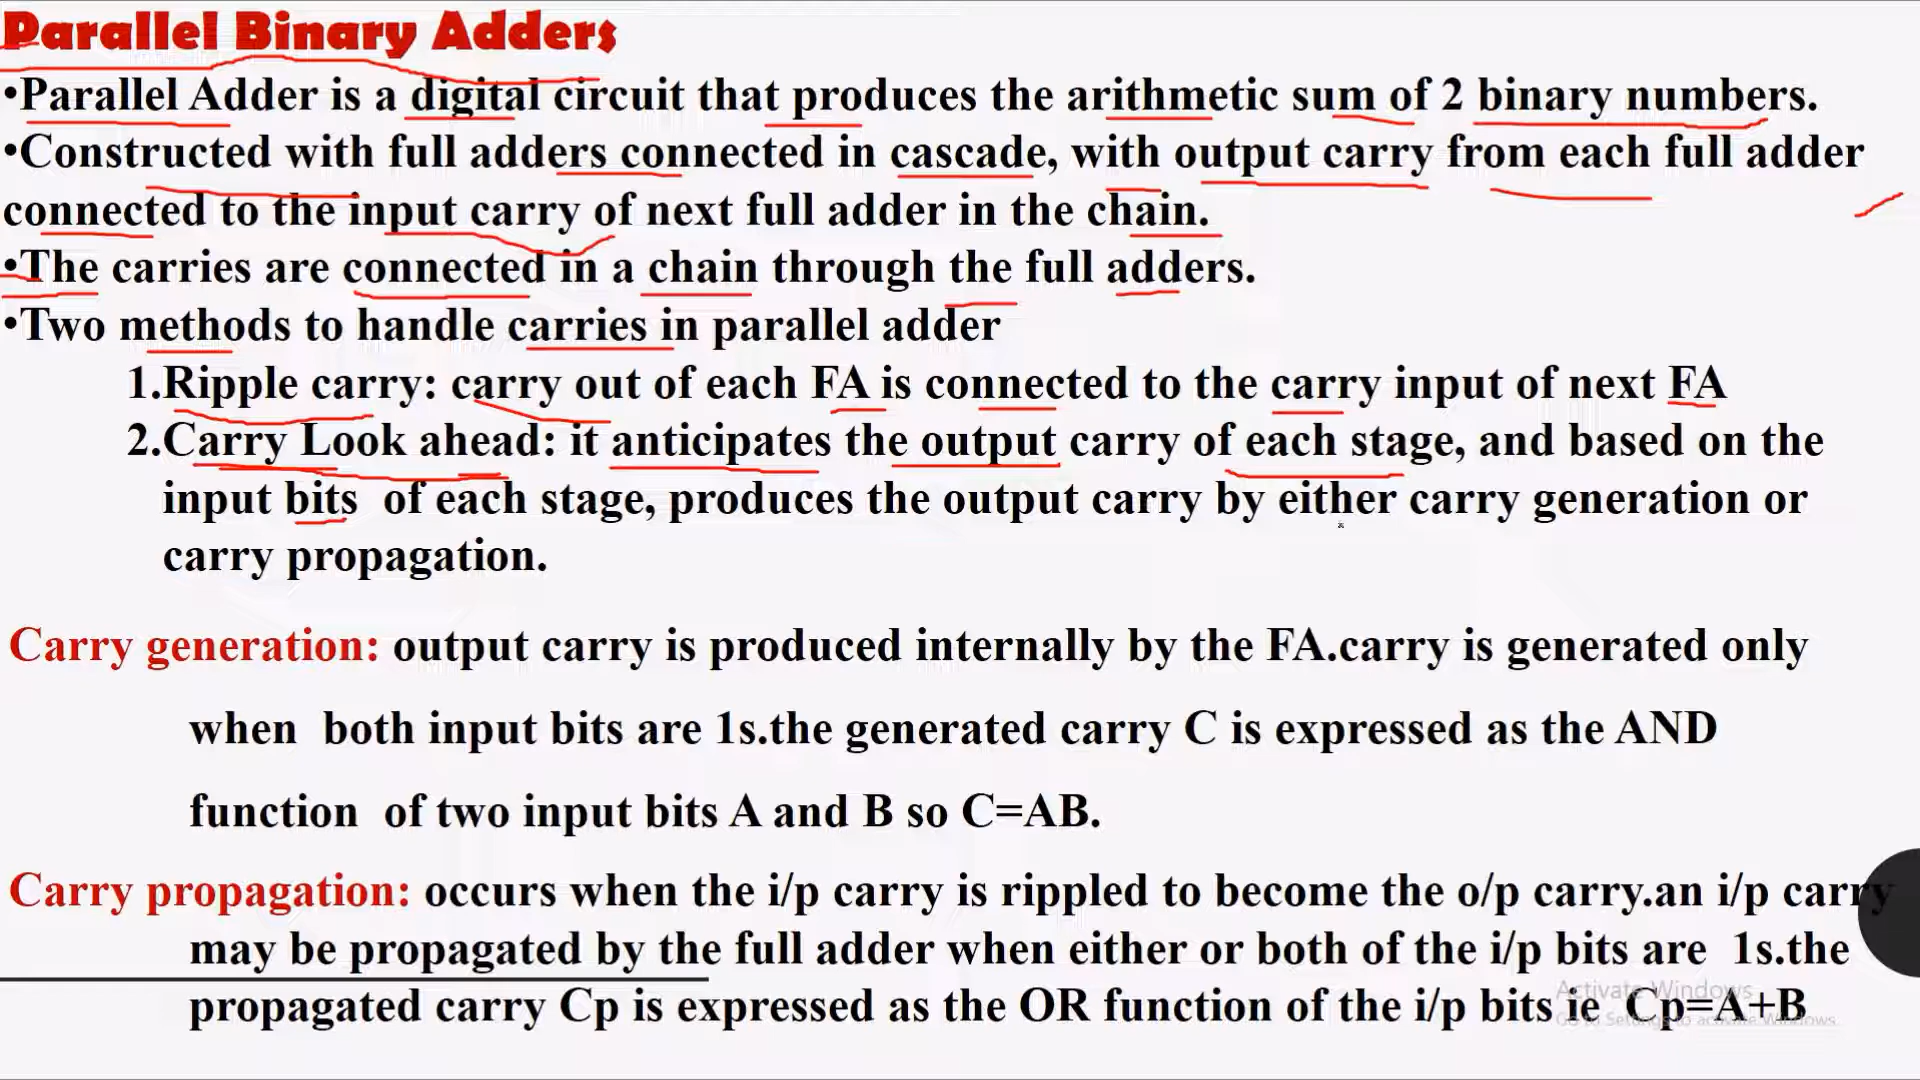 Parallel Binary Adders
•Parallel Adder is a digital circuit that produces the arithmetic sum of 2 binary numbers.
•Constructed with full adders connected in cascade, with output carry from each full adder
connected to the input carry of next full adder in the chain.
•The carries are connected in a chain through the full adders.
•Two methods to handle carries in parallel adder
1.Ripple carry: carry out of each FA is connected to the carry input of next FA
2.Carry Look ahead: it anticipates the output carry of each stage, and based on the
input bits of each stage, produces the output carry by either carry generation or
carry propagation.
Carry generation: output carry is produced internally by the FA.carry is generated only
when both input bits are 1s.the generated carry C is expressed as the AND
function of two input bits A and B so C=AB.
Carry propagation: occurs when the i/p carry is rippled to become the o/p carry.an i/p carry
may be propagated by the full adder when either or both of the i/p bits are 1s.the
propagated carry Cp is expressed as the OR function of the i/p bits ie Cp=A+B
Activate Windows
Go to Settings to activate Windows.